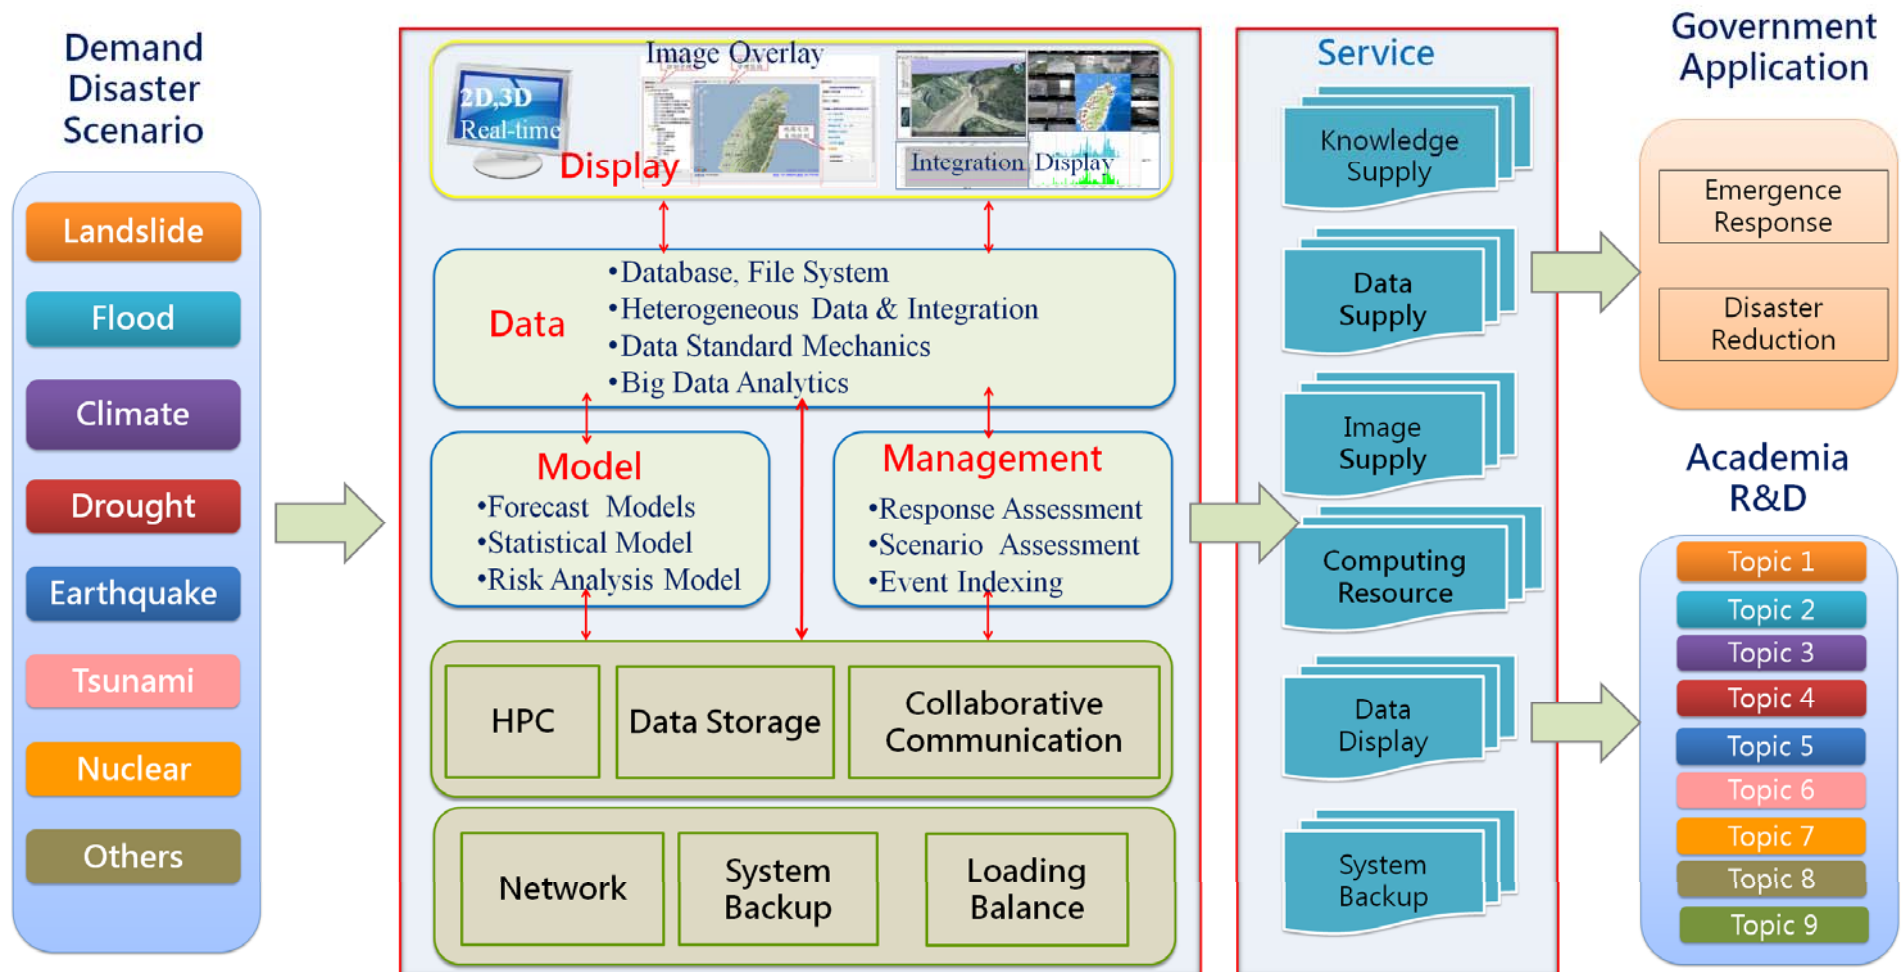 Demand
Disaster
Scenario
Landslide
Flood
Climate
Drought
Earthquake
Tsunami
Nuclear
Others
Image Overlay
2D,3D
Real-time
Display
Integration Display
Data
•Database, File System
•Heterogeneous Data & Integration
•Data Standard Mechanics
•Big Data Analytics
Model
•Forecast Models
•Statistical Model
•Risk Analysis Model
Management
•Response Assessment
•Scenario Assessment
•Event Indexing
HPC
Data Storage
Collaborative
Communication
Network
System
Backup
Loading
Balance
Service
Knowledge
Supply
Data
Supply
Image
Supply
Computing
Resource
Data
Display
System
Backup
Government
Application
Emergence
Response
Disaster
Reduction
Academia
R&D
Topic 1
Topic 2
Topic 3
Topic 4
Topic 5
Topic 6
Topic 7
Topic 8
Topic 9